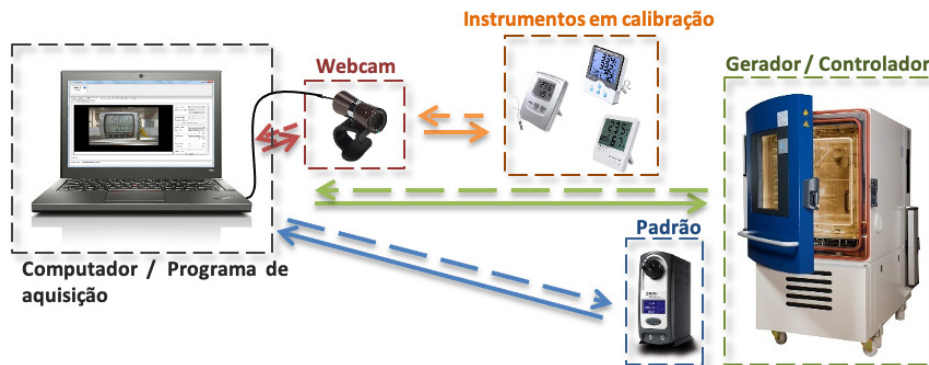 Instrumentos em calibração
Webcam
Gerador / Controlador
Padrão
Computador / Programa de
aquisição